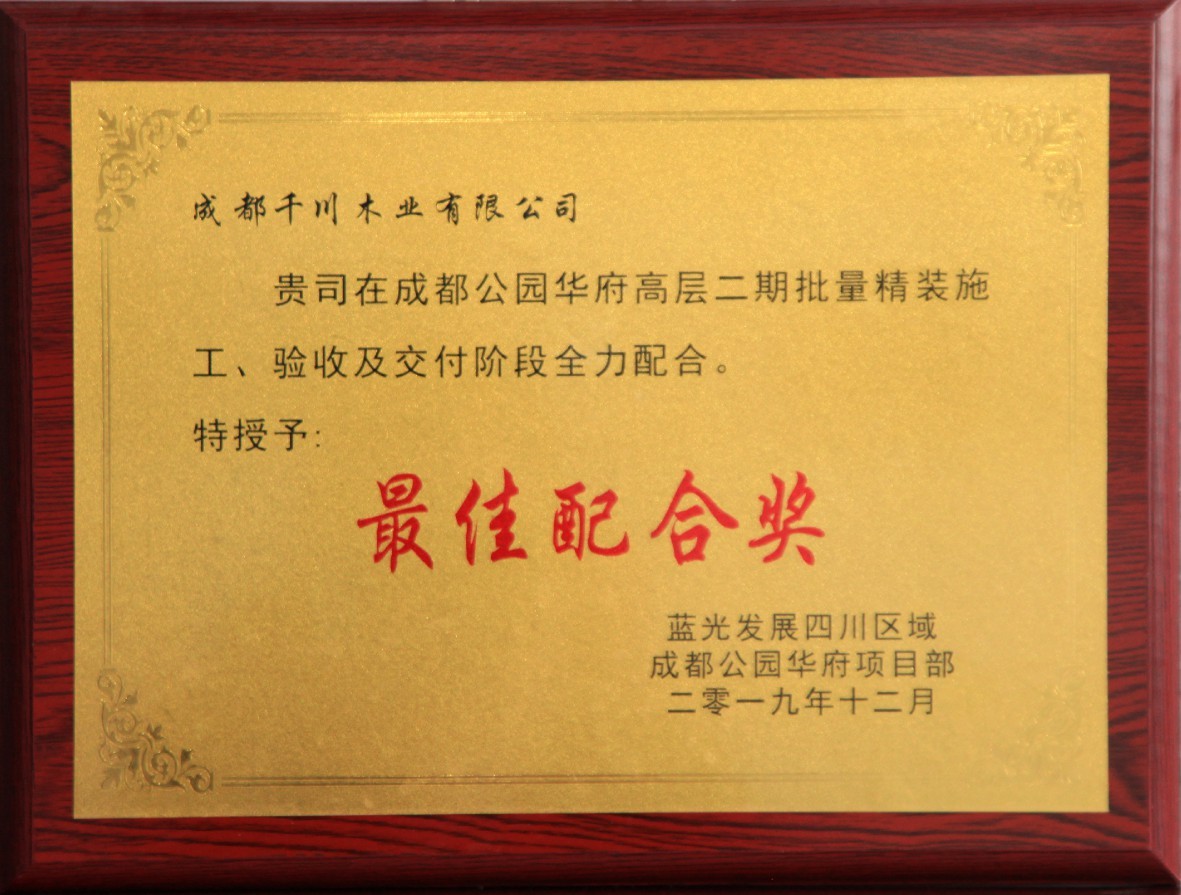 成都千川木业有限公司
贵司在成都公园华府高层二期批量精装施
工、验收及交付阶段全力配合。
特授予:
最佳配合奖
蓝光发展四川区域
成都公园华府项目部
二零一九年十二月